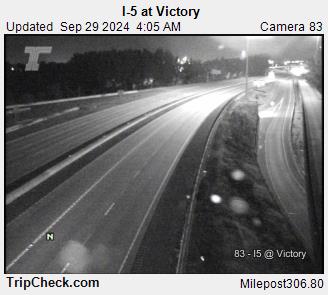 I-5 at Victory
Updated  Sep 29 2024  4:05 AM
Camera 83
T
N
83 - I5 @ Victory
TripCheck.com
Milepost306.80